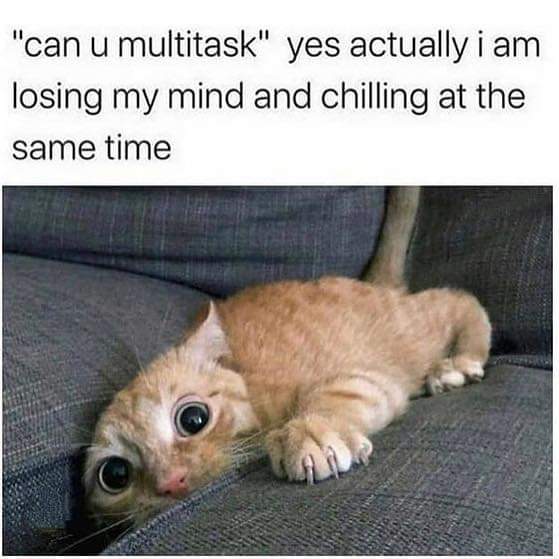 "can u multitask"  yes actually i am
losing my mind and chilling at the
same time